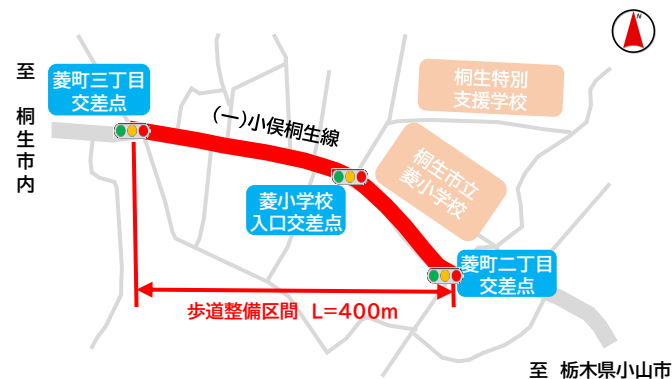 N
至 桐生市内
菱町三丁目
交差点
(一)小俣桐生線
桐生特別
支援学校
桐生市立
菱小学校
菱小学校
入口交差点
菱町二丁目
交差点
歩道整備区間 L=400m
至 栃木県小山市